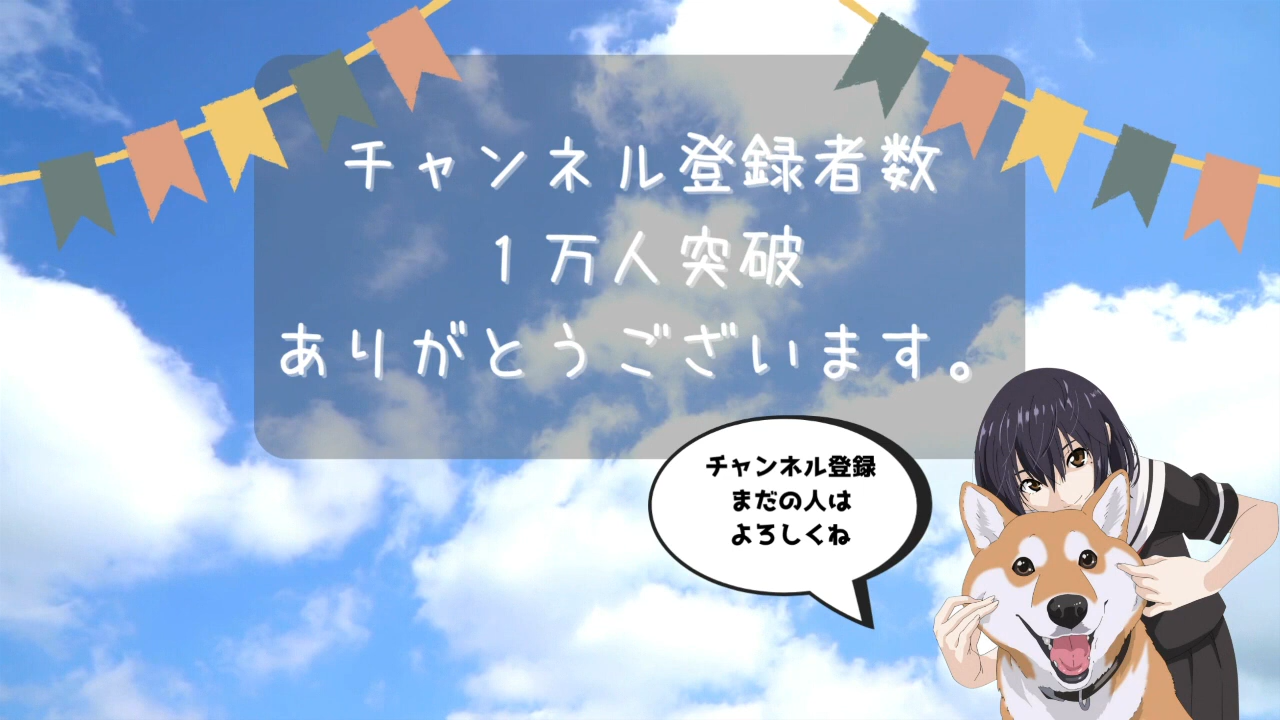 チャンネル登録者数
1万人突破
ありがとうございます。
チャンネル登録
まだの人は
よろしくね